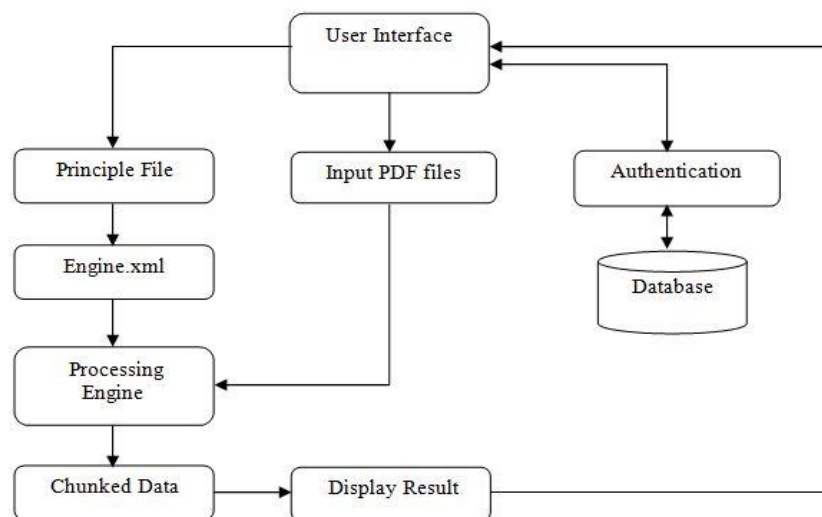 User Interface
Principle File
Input PDF files
Authentication
Engine.xml
Database
Processing
Engine
Chunked Data
Display Result